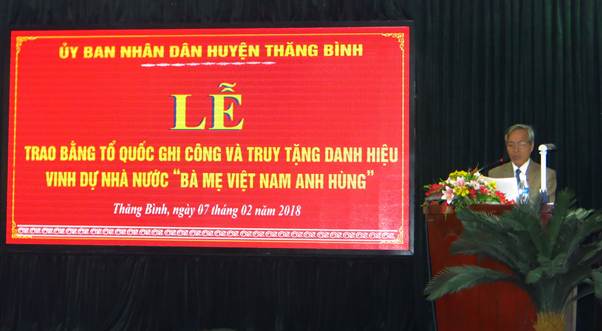 ỦY BAN NHÂN DÂN HUYỆN THĂNG BÌNH
LỄ
TRAO BẰNG TỔ QUỐC GHI CÔNG VÀ TRUY TẶNG DANH HIỆU
VINH DỰ NHÀ NƯỚC “BÀ MẸ VIỆT NAM ANH HÙNG”
Thăng Bình, ngày 07 tháng 02 năm 2018